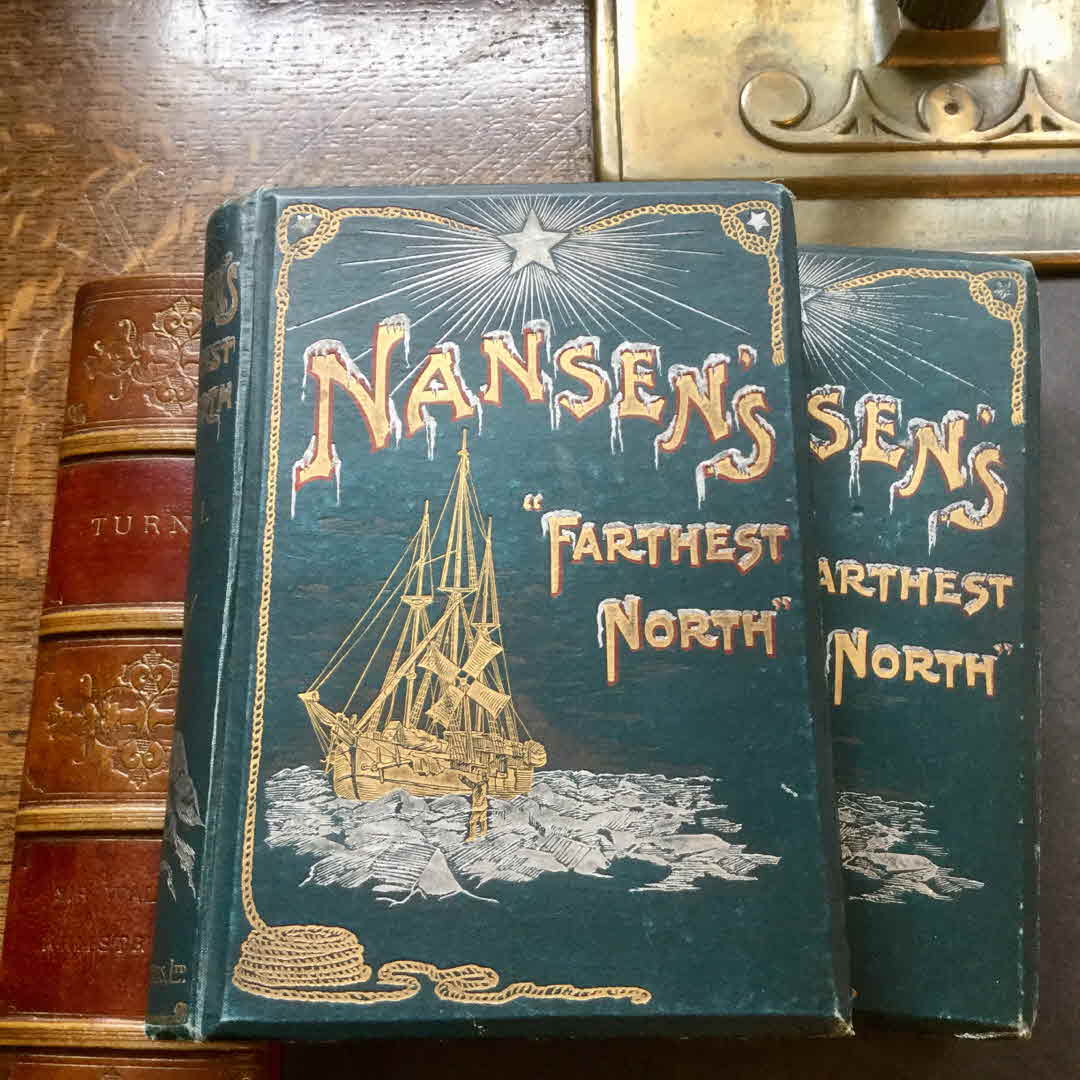 NANSEN'S
"FARTHEST
NORTH"
SEN'S
ARTHEST
NORTH"
TURN